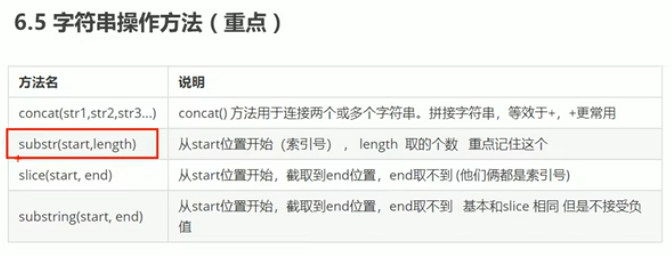 6.5 字符串操作方法（重点）
方法名 说明
concat(str1,str2,str3...) concat() 方法用于连接两个或多个字符串。拼接字符串，等效于+，+更常用
substr(start,length) 从start位置开始（索引号） ， length 取的个数 重点记住这个
slice(start, end) 从start位置开始，截取到end位置，end取不到 (他们俩都是索引号)
substring(start, end) 从start位置开始，截取到end位置，end取不到 基本和slice 相同 但是不接受负
值